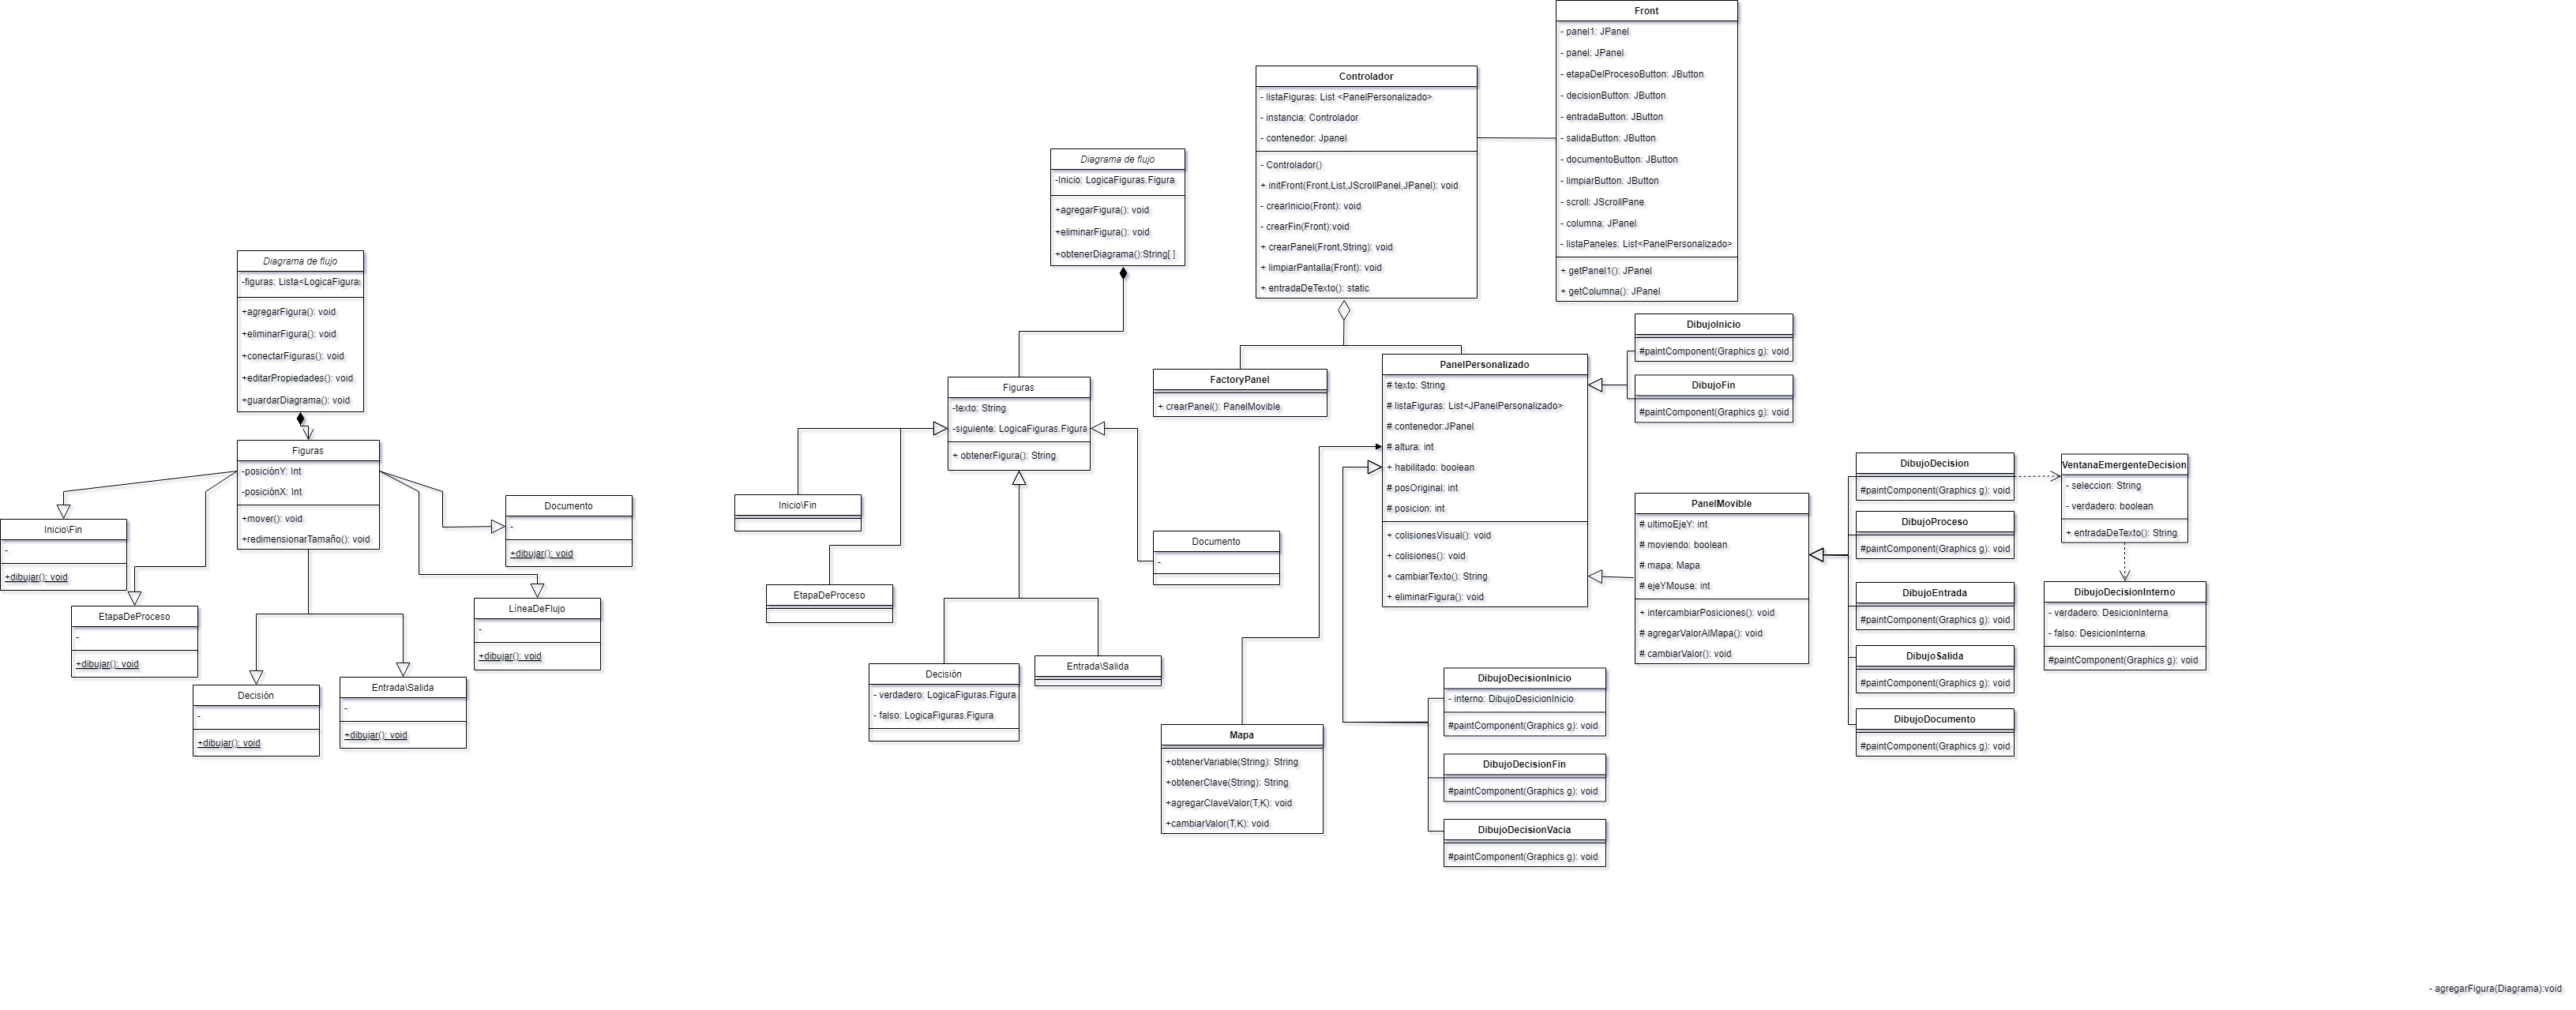 Diagrama de flujo
-figuras: Lista<LogicaFigura
+agregarFigura(): void
+eliminarFigura(): void
+conectarFiguras(): void
+editarPropiedades(): void
+guardarDiagrama(): void
Figuras
-posiciónY: Int
-posiciónX: Int
+mover(): void
+redimensionarTamaño(): void
Inicio\Fin
-
+dibujar(): void
EtapaDeProceso
-
+dibujar(): void
Decisión
-
+dibujar(): void
Entrada\Salida
-
+dibujar(): void
LíneaDeFlujo
-
+dibujar(): void
Documento
-
+dibujar(): void
Diagrama de flujo
-Inicio: LogicaFiguras.Figura
+agregarFigura(): void
+eliminarFigura(): void
+obtenerDiagrama():String[ ]
Figuras
-texto: String
-siguiente: LogicaFiguras.Figura
+ obtenerFigura(): String
Inicio\Fin
EtapaDeProceso
Decisión
- verdadero: LogicaFiguras.Figura
- falso: LogicaFiguras.Figura
Entrada\Salida
Documento
-
Controlador
- listaFiguras: List <PanelPersonalizado>
- instancia: Controlador
- contenedor: Jpanel
- Controlador()
+ initFront(Front,List,JScrollPanel,JPanel): void
- crearInicio(Front): void
- crearFin(Front):void
+ crearPanel(Front,String): void
+ limpiarPantalla(Front): void
+ entradaDeTexto(): static
Front
- panel1: JPanel
- panel: JPanel
- etapaDelProcesoButton: JButton
- decisionButton: JButton
- entradaButton: JButton
- salidaButton: JButton
- documentoButton: JButton
- limpiarButton: JButton
- scroll: JScrollPane
- columna: JPanel
- listaPaneles: List<PanelPersonalizado>
+ getPanel1(): JPanel
+ getColumna(): JPanel
FactoryPanel
+ crearPanel(): PanelMovible
PanelPersonalizado
# texto: String
# listaFiguras: List<JPanelPersonalizado>
# contenedor:JPanel
# altura: int
+ habilitado: boolean
# posOriginal: int
# posicion: int
+ colisionesVisual(): void
+ colisiones(): void
+ cambiarTexto(): String
+ eliminarFigura(): void
DibujoInicio
#paintComponent(Graphics g): void
DibujoFin
#paintComponent(Graphics g): void
Mapa
+obtenerVariable(String): String
+obtenerClave(String): String
+agregarClaveValor(T,K): void
+cambiarValor(T,K): void
DibujoDecisionInicio
- interno: DibujoDesicionInicio
#paintComponent(Graphics g): void
DibujoDecisionFin
#paintComponent(Graphics g): void
DibujoDecisionVacia
#paintComponent(Graphics g): void
PanelMovible
# ultimoEjeY: int
# moviendo: boolean
# mapa: Mapa
# ejeYMouse: int
+ intercambiarPosiciones(): void
# agregarValorAlMapa(): void
# cambiarValor(): void
DibujoDecision
#paintComponent(Graphics g): void
DibujoProceso
#paintComponent(Graphics g): void
DibujoEntrada
#paintComponent(Graphics g): void
DibujoSalida
#paintComponent(Graphics g): void
DibujoDocumento
#paintComponent(Graphics g): void
VentanaEmergenteDecision
- seleccion: String
- verdadero: boolean
+ entradaDeTexto(): String
DibujoDecisionInterno
- verdadero: DesicionInterna
- falso: DesicionInterna
#paintComponent(Graphics g): void
- agregarFigura(Diagrama):void